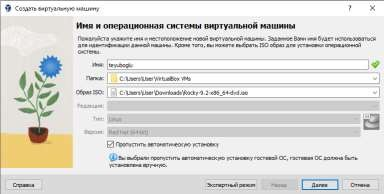 Создать виртуальную машину
Имя и операционная система виртуальной машины
Пожалуйста укажите имя и местоположение новой виртуальной машины. Заданное Вами имя будет использоваться
для идентификации данной машины. Кроме того, вы можете выбрать ISO образ для установки операционной
системы.
Имя: teyuboglu
Папка: C:\Users\User\VirtualBox VMs
Образ ISO: C:\Users\User\Downloads\Rocky-9.2-x86_64-dvd.iso
Редакция:
Тип: Linux
Версия: Red Hat (64-bit)
Пропустить автоматическую установку
Вы выбрали пропустить автоматическую установку гостевой ОС, гостевая ОС должна быть
установлена вручную.
Справка Экспертный режим Назад Далее Отмена